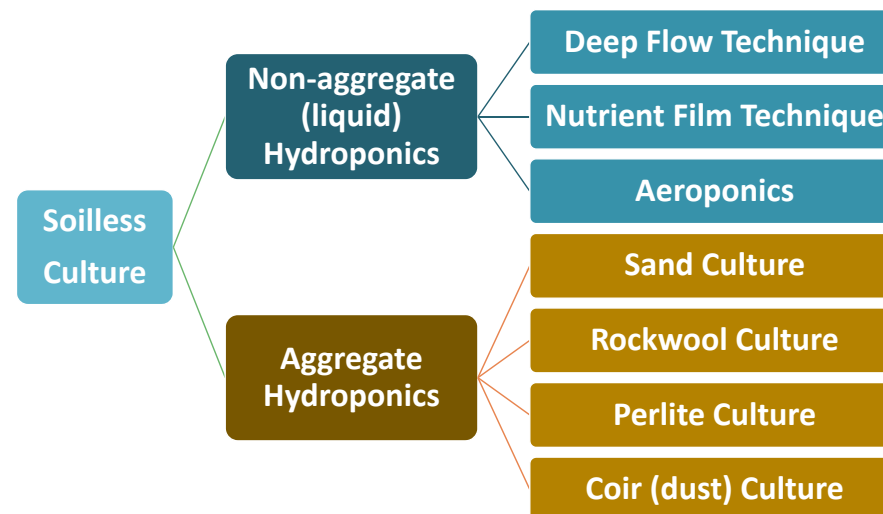 Soilless
Culture
Non-aggregate
(liquid)
Hydroponics
Deep Flow Technique
Nutrient Film Technique
Aeroponics
Aggregate
Hydroponics
Sand Culture
Rockwool Culture
Perlite Culture
Coir (dust) Culture